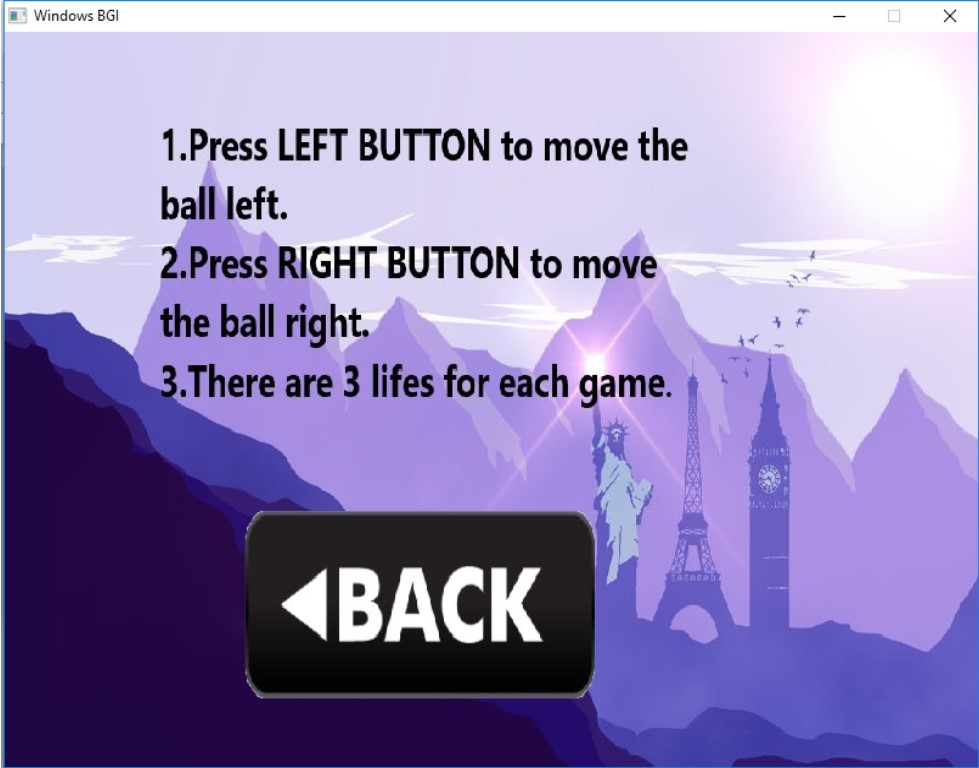 Windows BGI
1.Press LEFT BUTTON to move the
ball left.
2.Press RIGHT BUTTON to move
the ball right.
3.There are 3 lifes for each game.
BACK